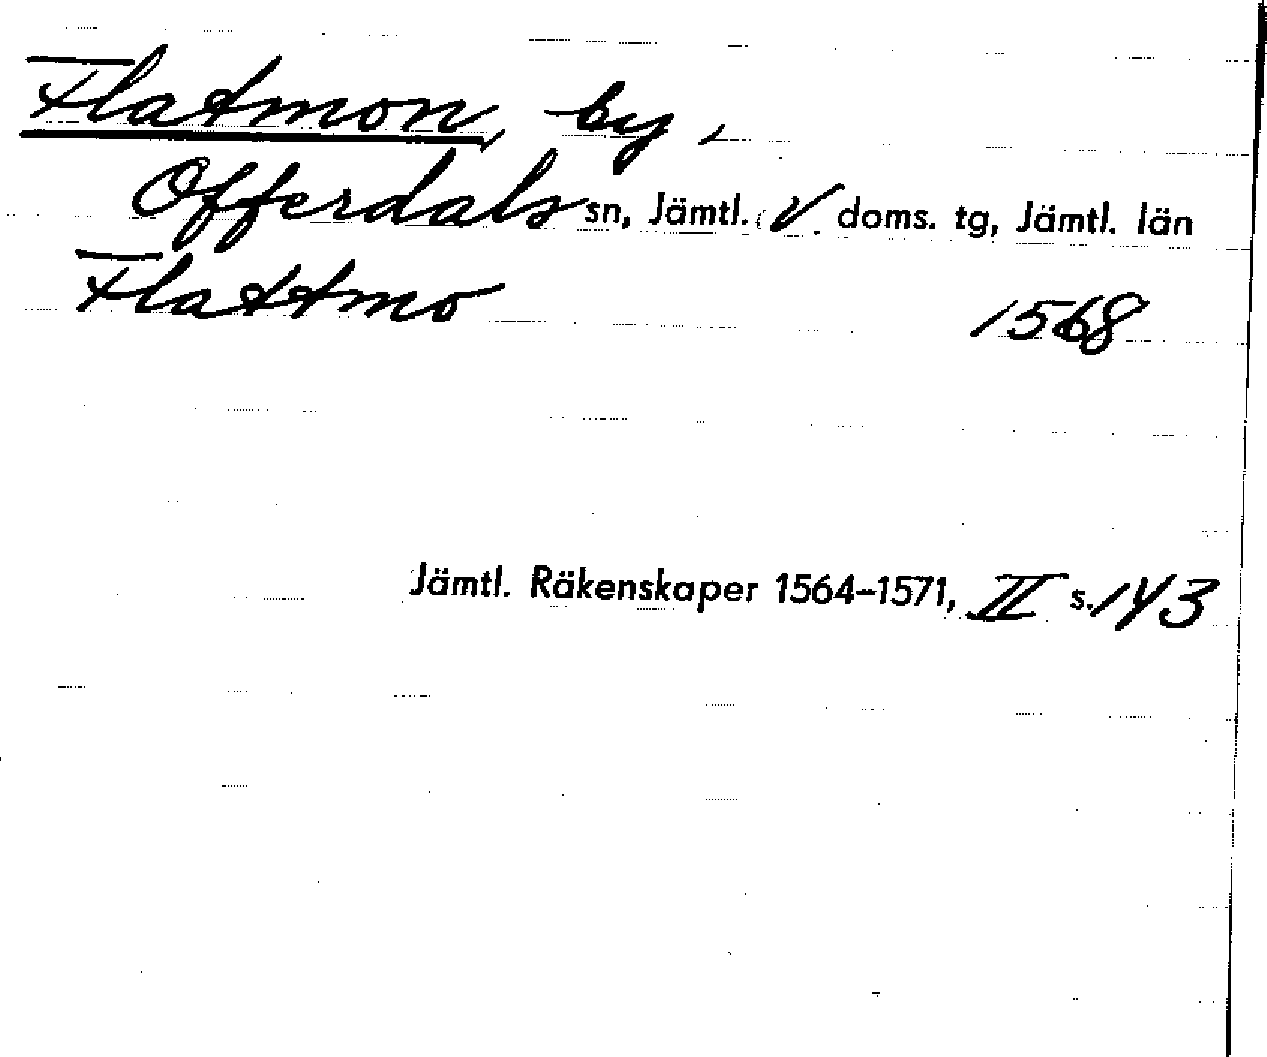 Flatmon, by,
Offerdals sn, Jämtl. V. doms. tg, Jämtl. län
Flattmo 1568
Jämtl. Räkenskaper 1564-1571, II s. 143